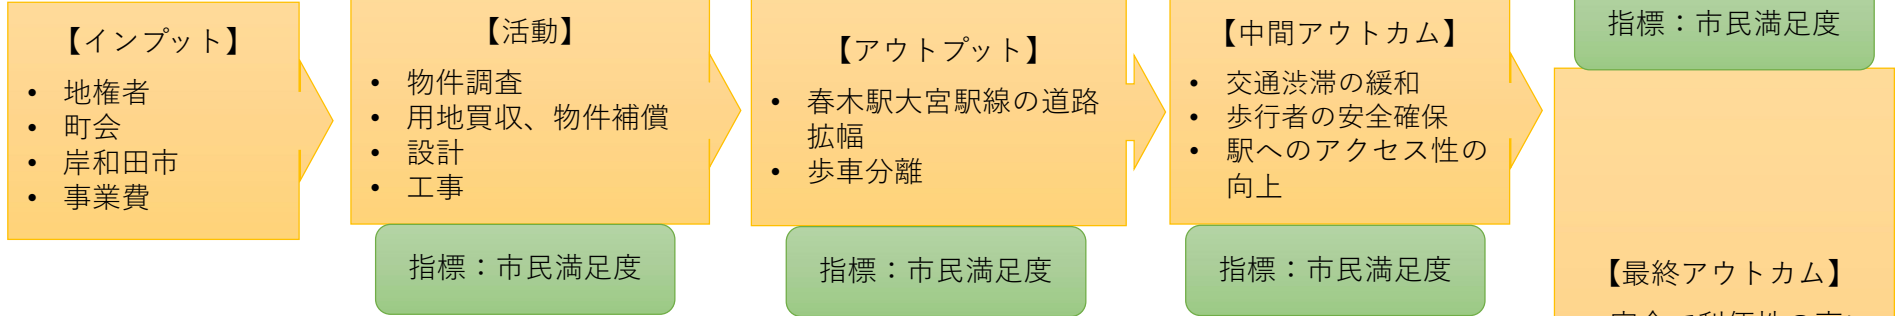 【インプット】
• 地権者
• 町会
• 岸和田市
• 事業費
【活動】
• 物件調査
• 用地買収、物件補償
• 設計
• 工事
指標：市民満足度
【アウトプット】
• 春木駅大宮駅線の道路
拡幅
• 歩車分離
指標：市民満足度
【中間アウトカム】
• 交通渋滞の緩和
• 歩行者の安全確保
• 駅へのアクセス性の
向上
指標：市民満足度
指標：市民満足度
【最終アウトカム】